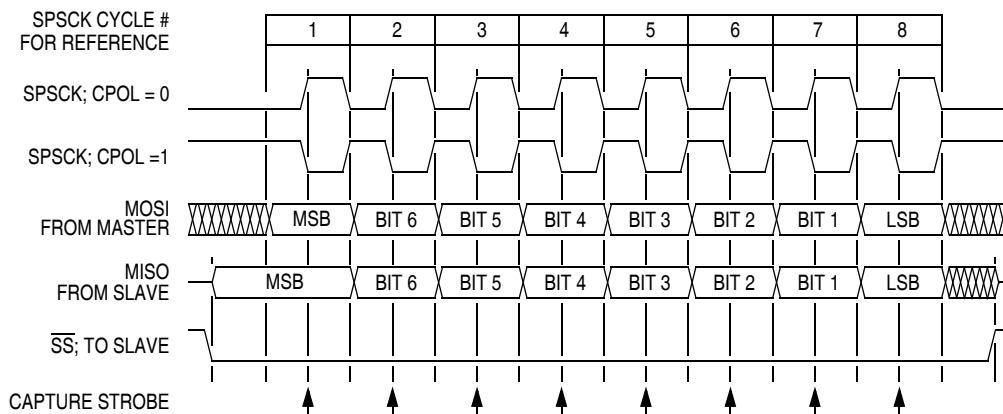 SPSCK CYCLE #
FOR REFERENCE
1 2 3 4 5 6 7 8
SPSCK; CPOL = 0
SPSCK; CPOL =1
MOSI
FROM MASTER
MSB BIT 6 BIT 5 BIT 4 BIT 3 BIT 2 BIT 1 LSB
MISO
FROM SLAVE
MSB BIT 6 BIT 5 BIT 4 BIT 3 BIT 2 BIT 1 LSB
SS; TO SLAVE
CAPTURE STROBE